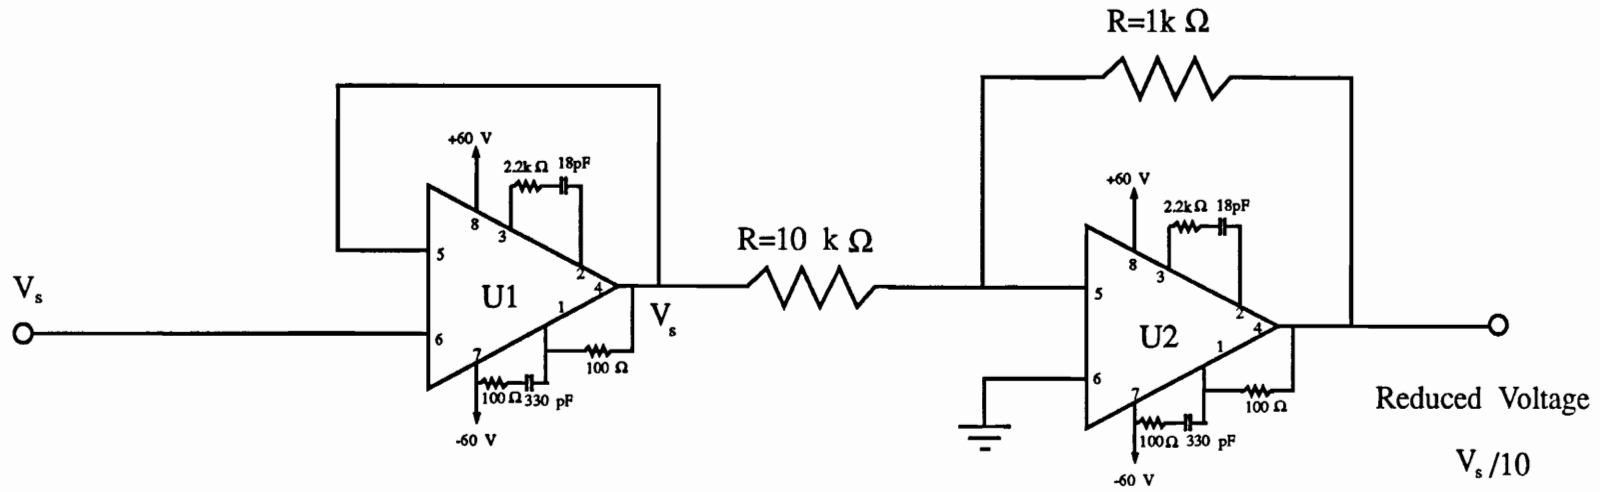 R=1k Ω
+60 V
2.2k Ω 18pF
8
3
5
2
4
U1
1
6
7
100 Ω
100 Ω 330 pF
-60 V
V_s
V_s
R=10 k Ω
+60 V
2.2k Ω 18pF
8
3
5
2
4
U2
1
6
7
100 Ω
100 Ω 330 pF
-60 V
Reduced Voltage
V_s /10